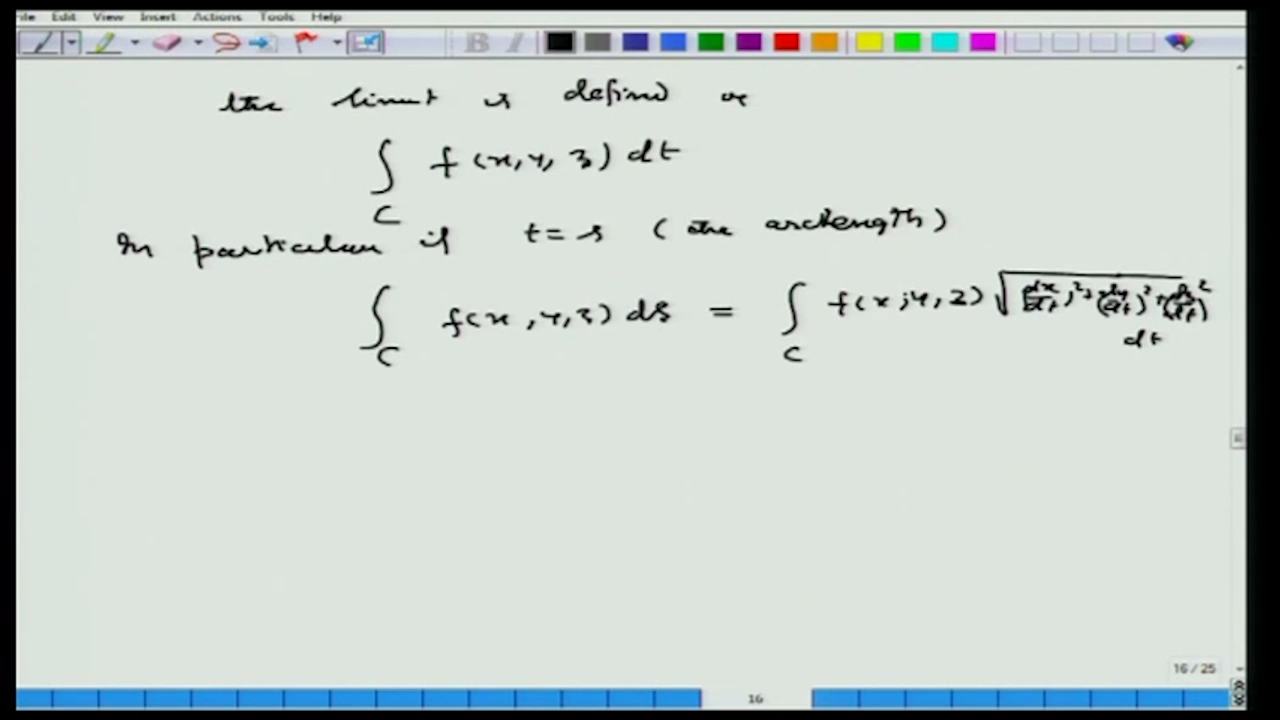 File Edit View Insert Actions Tools Help
the limit is defined as
∫_C f(x, y, z) dt
In particular if t = s (the arclength)
∫_C f(x, y, z) ds = ∫_C f(x, y, z) √((dx/dt)² + (dy/dt)² + (dz/dt)²) dt
16 / 25
16